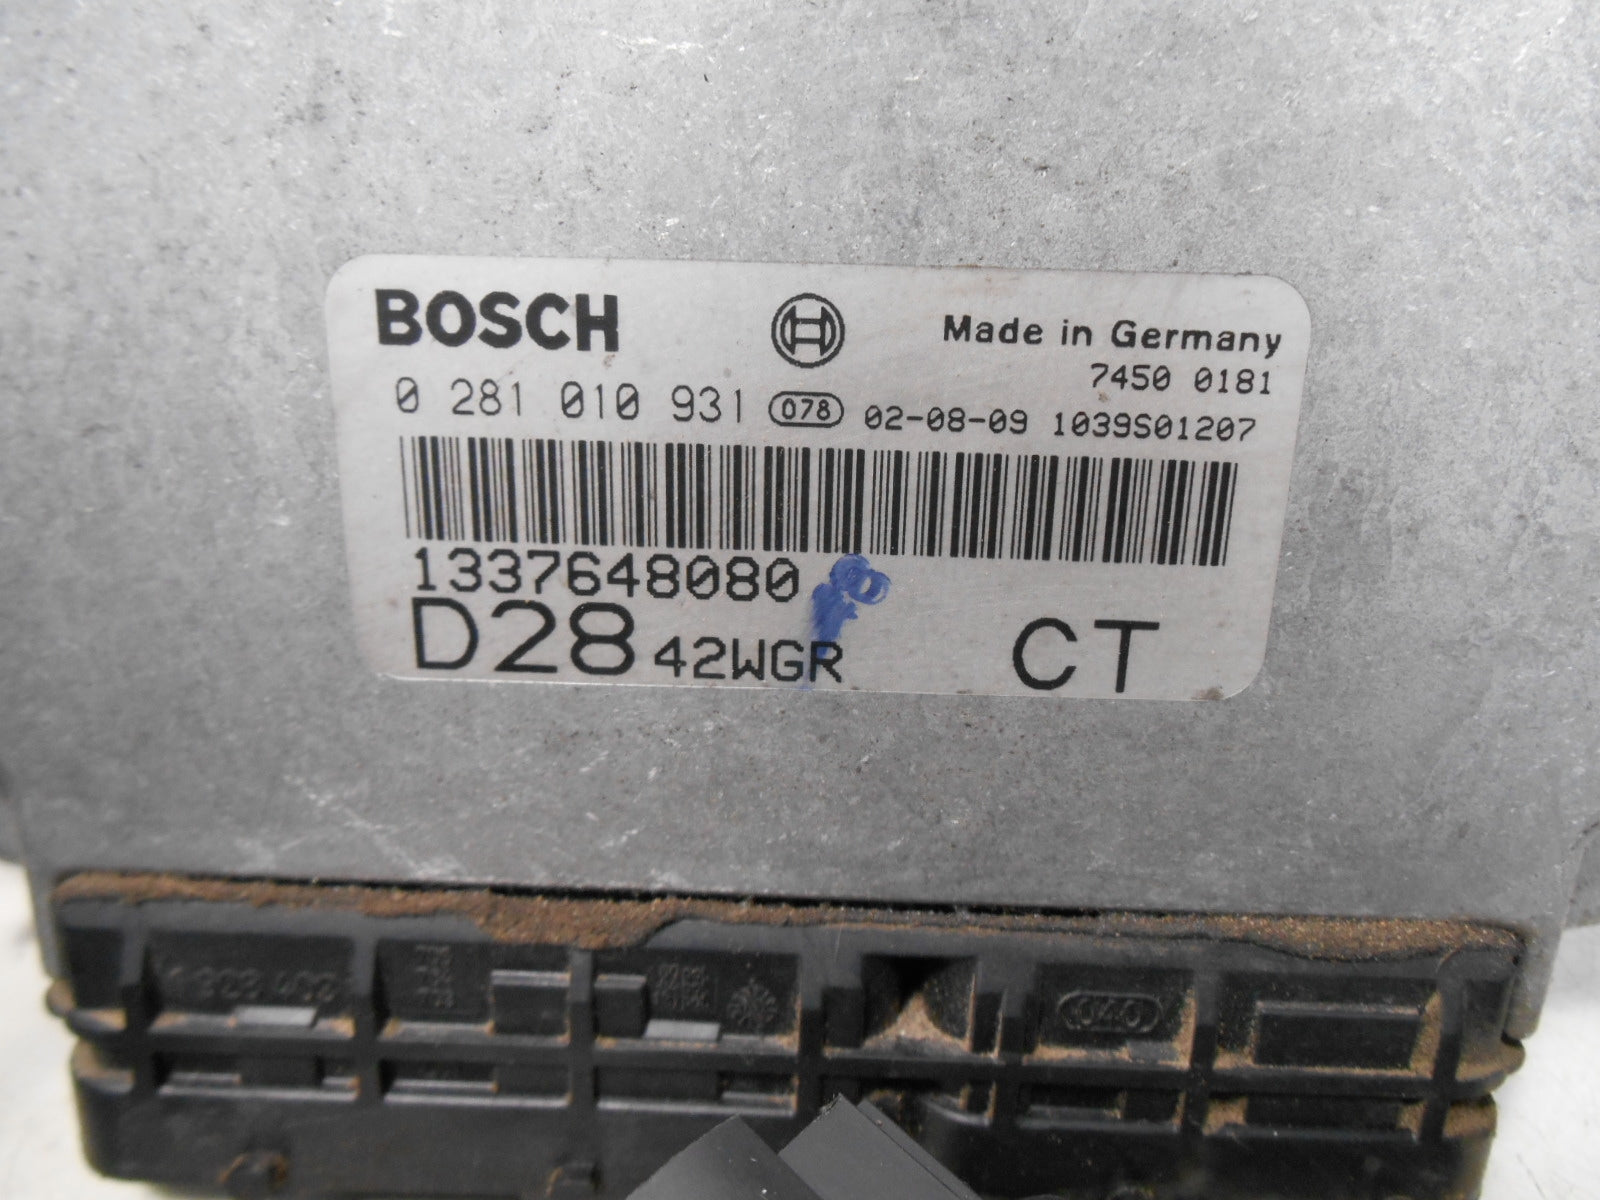 BOSCH
Made in Germany
7450 0181
0 281 010 931 078 02-08-09 1039S01207
1337648080
D28 42WGR CT
040